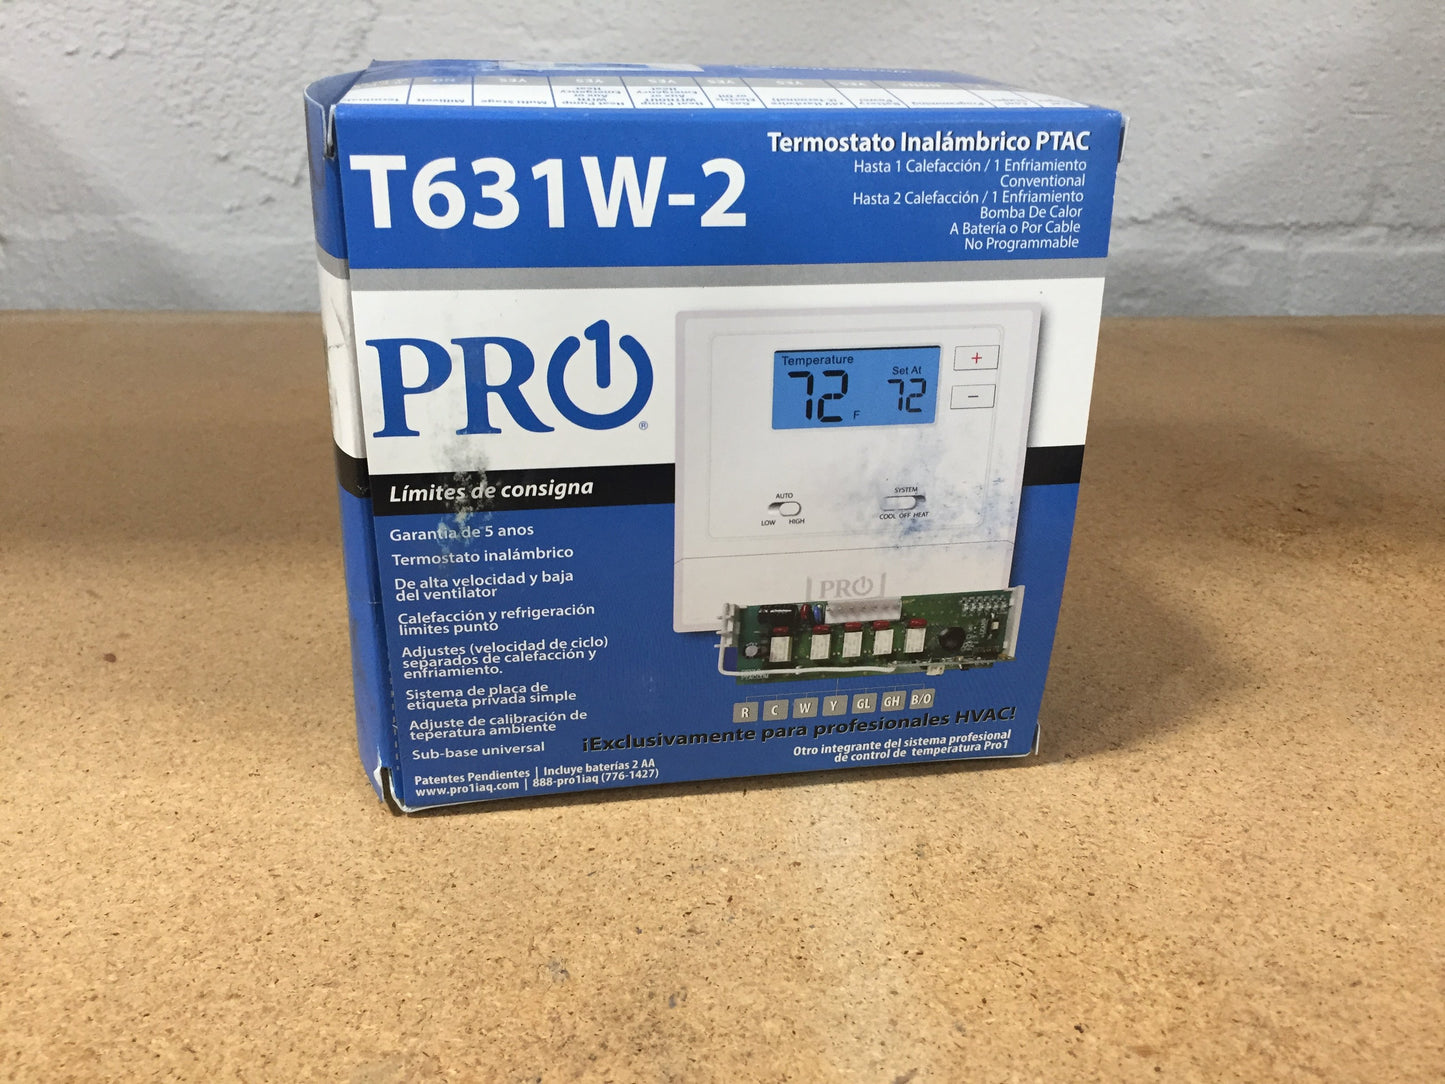 T631W-2
Termostato Inalámbrico PTAC
Hasta 1 Calefacción / 1 Enfriamiento
Conventional
Hasta 2 Calefacción / 1 Enfriamiento
Bomba De Calor
A Batería o Por Cable
No Programmable
PRO1®
Límites de consigna
Garantia de 5 anos
Termostato inalámbrico
De alta velocidad y baja
del ventilator
Calefacción y refrigeración
limites punto
Adjustes (velocidad de ciclo)
separados de calefacción y
enfriamiento.
Sistema de placa de
etiqueta privada simple
Adjuste de calibración de
teperatura ambiente
Sub-base universal
Patentes Pendientes | Incluye baterías 2 AA
www.pro1iaq.com | 888-pro1iaq (776-1427)
Temperature
72 F
Set At
72
+
−
AUTO
LOW HIGH
SYSTEM
COOL OFF HEAT
PRO1
R C W Y GL GH B/O
¡Exclusivamente para profesionales HVAC!
Otro integrante del sistema profesional
de control de temperatura Pro1